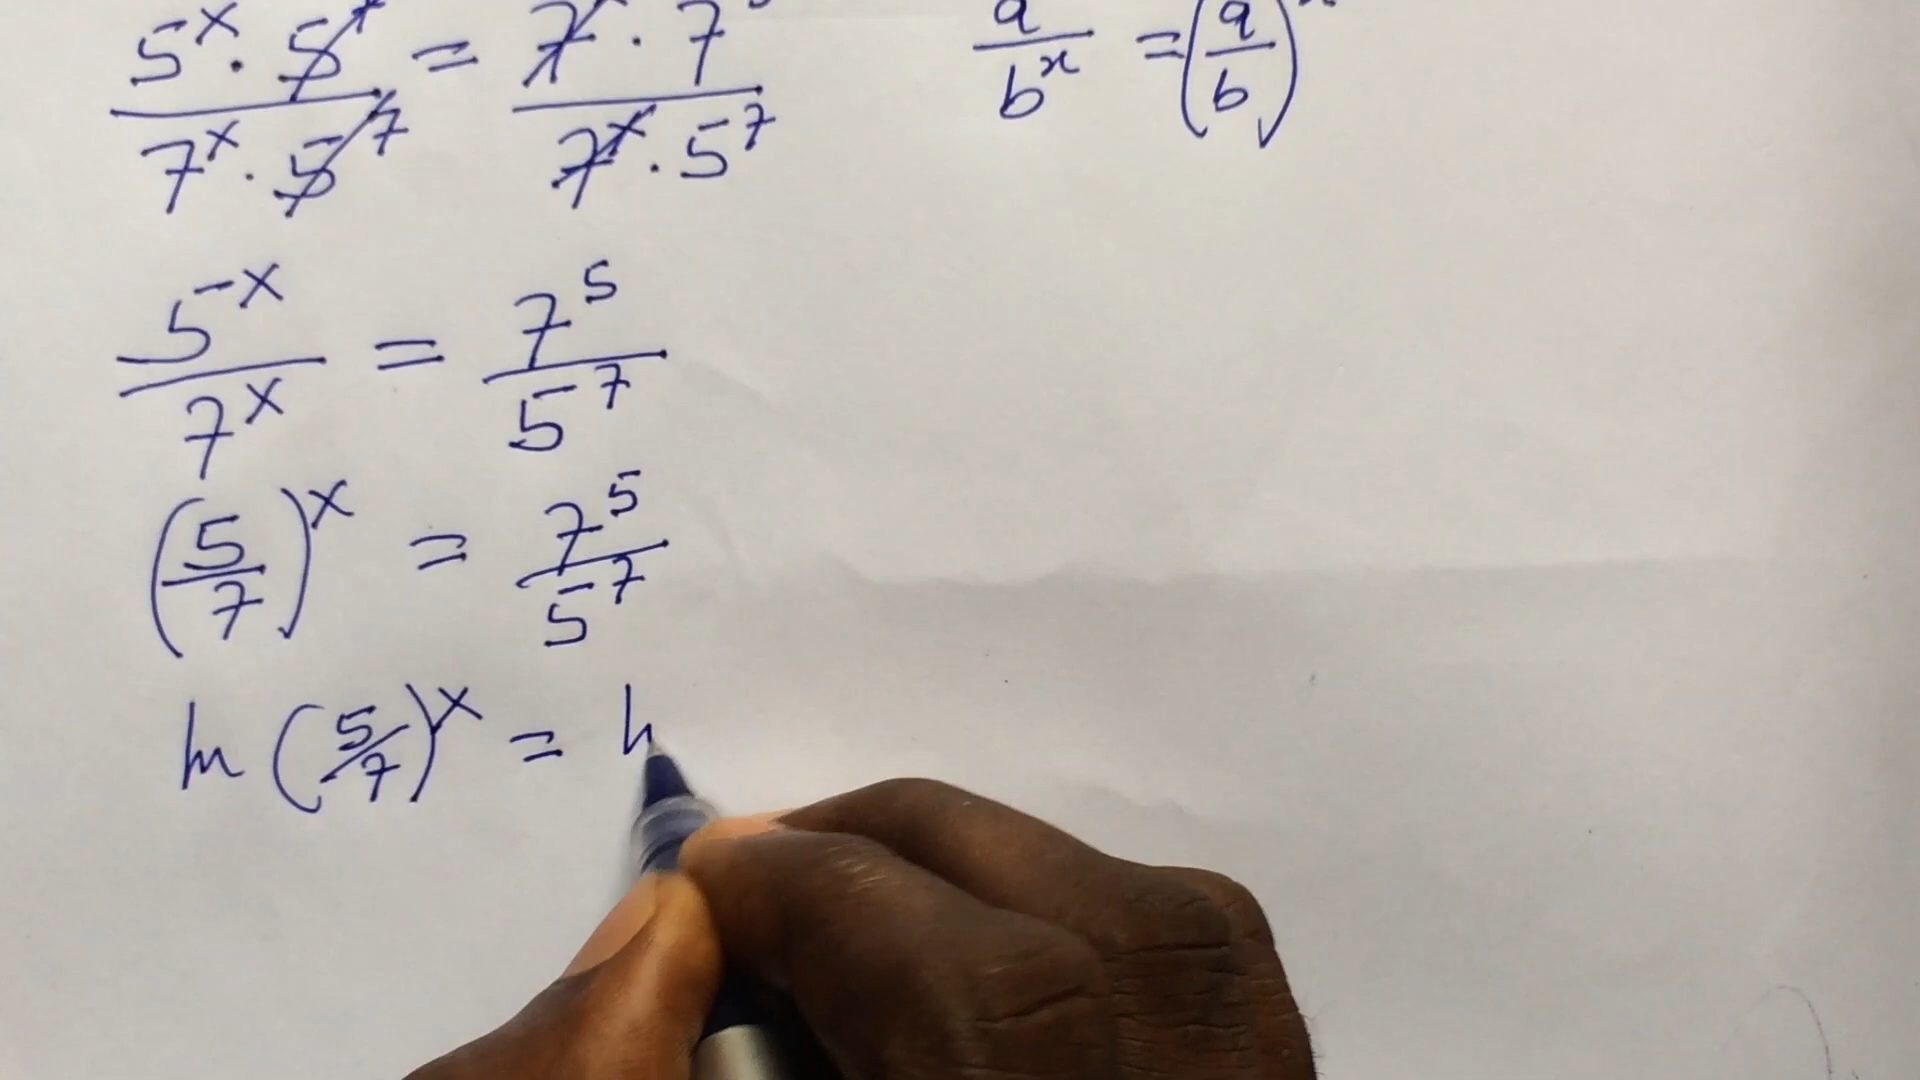 5^x · 5^7 / 7^x · 5^7 = 7^x · 7^5 / 7^x · 5^7
a / b^x = (a/b)^x
5^-x / 7^x = 7^5 / 5^7
(5/7)^x = 7^5 / 5^7
ln (5/7)^x = l